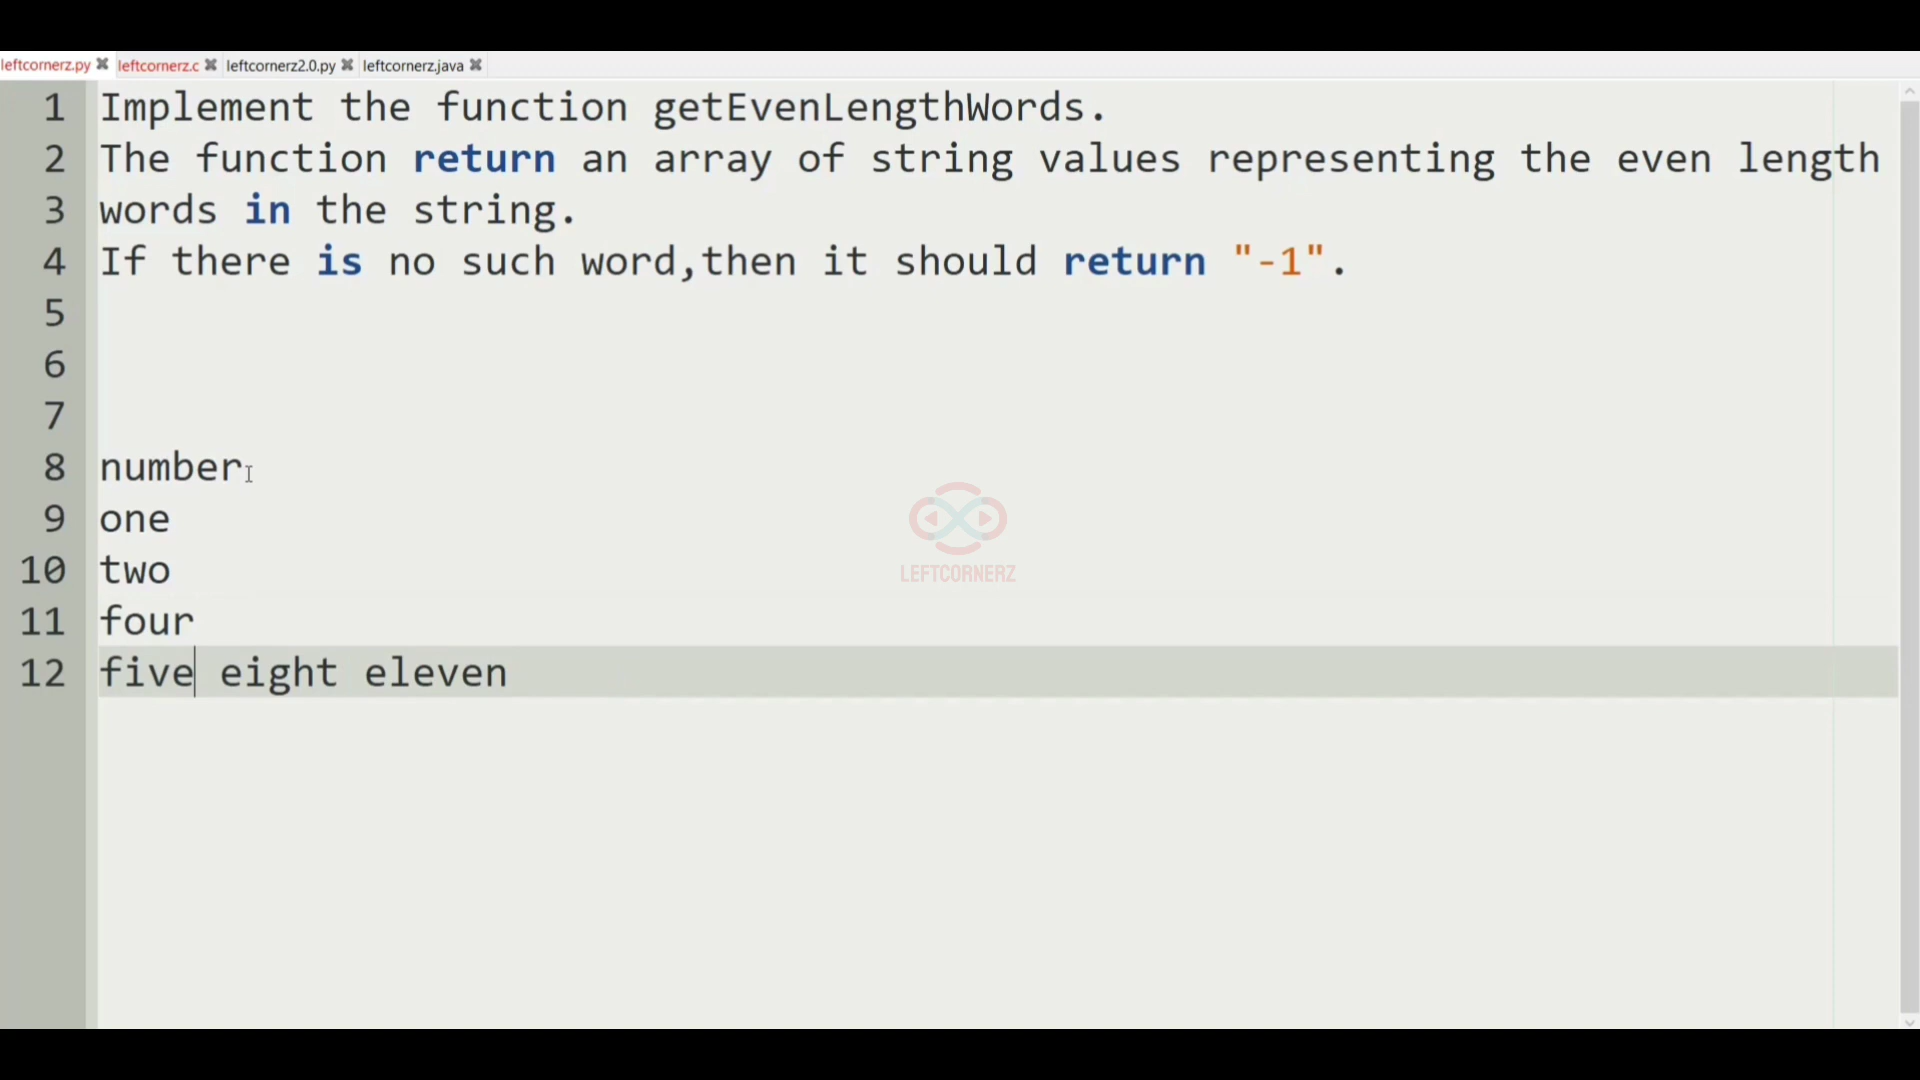 leftcornerz.py leftcornerz.c leftcornerz2.0.py leftcornerz.java
1 Implement the function getEvenLengthWords.
2 The function return an array of string values representing the even length
3 words in the string.
4 If there is no such word,then it should return "-1".
5
6
7
8 number
9 one
10 two
11 four
12 five eight eleven
LEFTCORNERZ